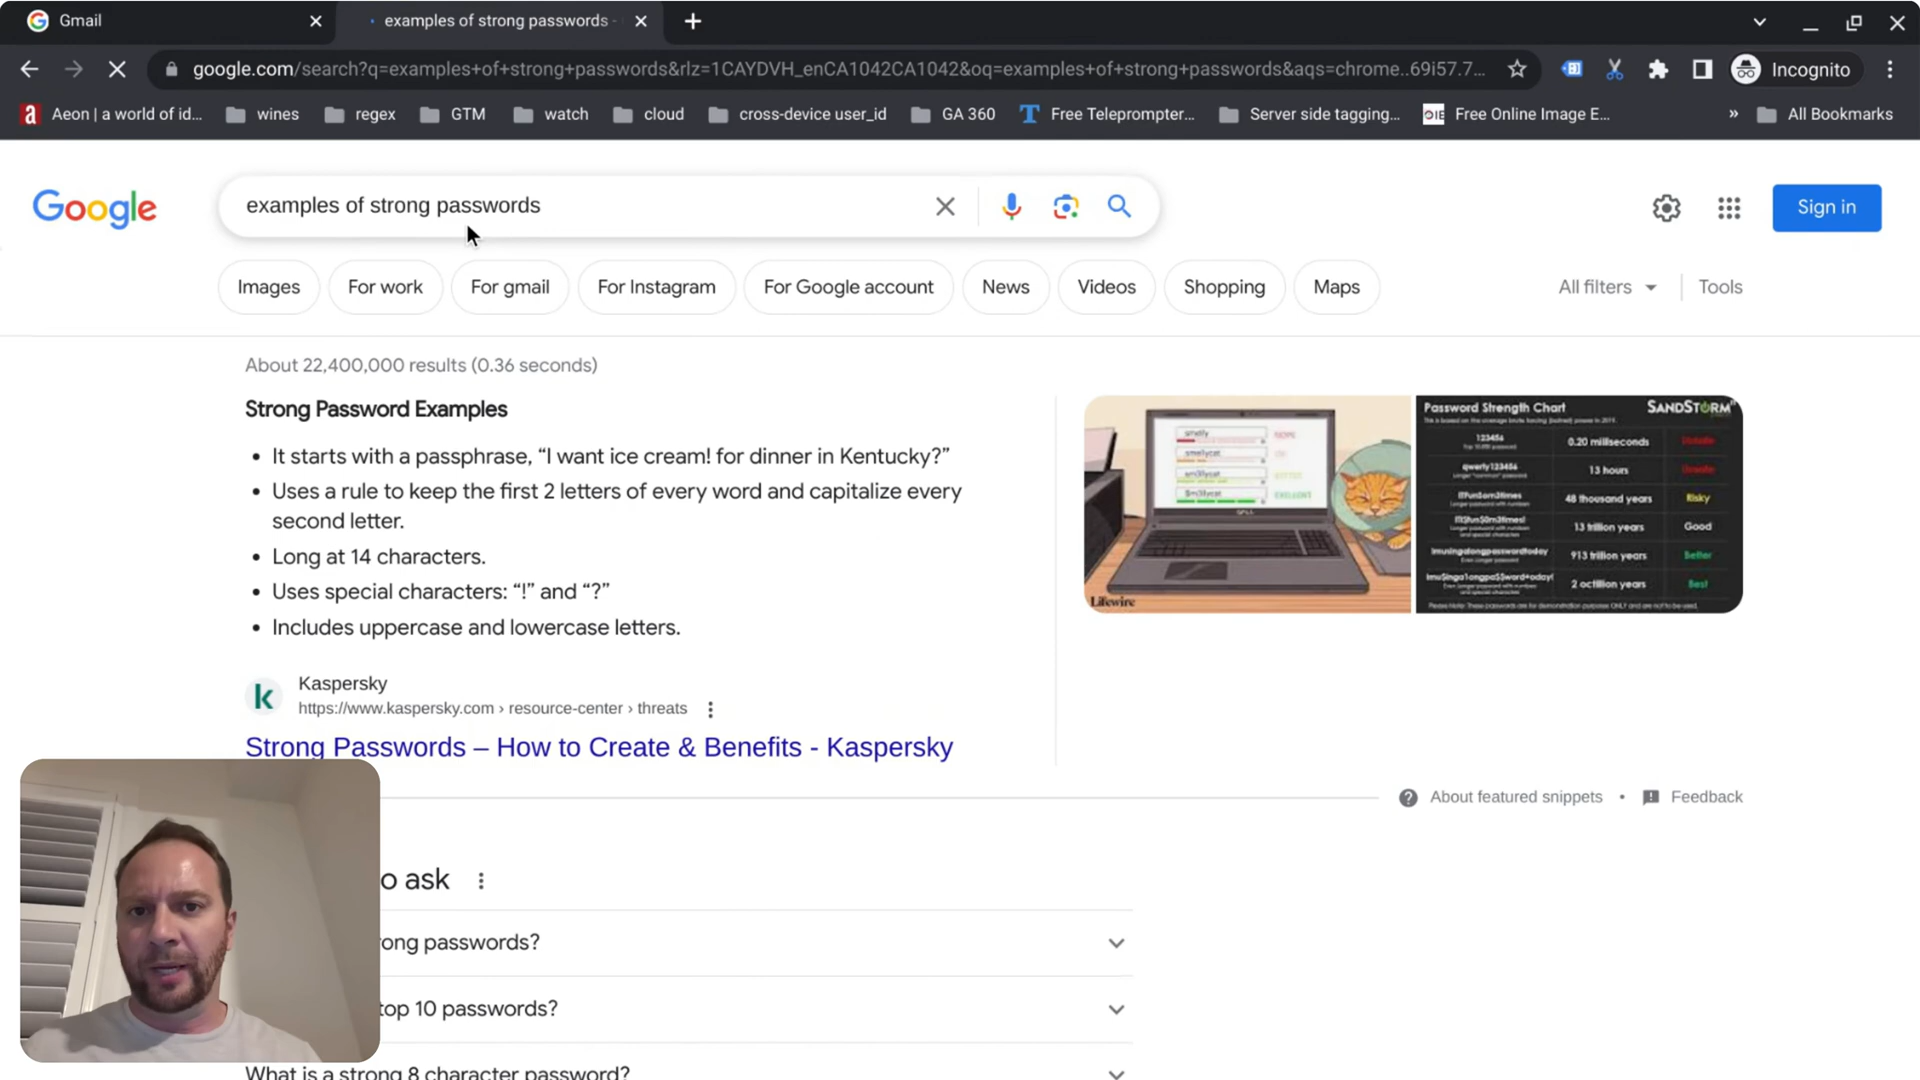 Gmail
examples of strong passwords -
google.com/search?q=examples+of+strong+passwords&rlz=1CAYDVH_enCA1042CA1042&oq=examples+of+strong+passwords&aqs=chrome..69i57.7...
Incognito
Aeon | a world of id...
wines
regex
GTM
watch
cloud
cross-device user_id
GA 360
Free Teleprompter...
Server side tagging...
OIE
Free Online Image E...
»
All Bookmarks
Google
examples of strong passwords
Sign in
Images
For work
For gmail
For Instagram
For Google account
News
Videos
Shopping
Maps
All filters
Tools
About 22,400,000 results (0.36 seconds)
Strong Password Examples
• It starts with a passphrase, “I want ice cream! for dinner in Kentucky?”
• Uses a rule to keep the first 2 letters of every word and capitalize every
second letter.
• Long at 14 characters.
• Uses special characters: “!” and “?”
• Includes uppercase and lowercase letters.
Lifewire
Password Strength Chart
SANDSTORM
123456
0.20 milliseconds
qwerty123456
13 hours
48 thousand years
Risky
13 trillion years
Good
913 trillion years
Better
2 octillion years
Best
Kaspersky
https://www.kaspersky.com › resource-center › threats
Strong Passwords – How to Create & Benefits - Kaspersky
About featured snippets
•
Feedback
o ask
ong passwords?
top 10 passwords?
What is a strong 8 character password?